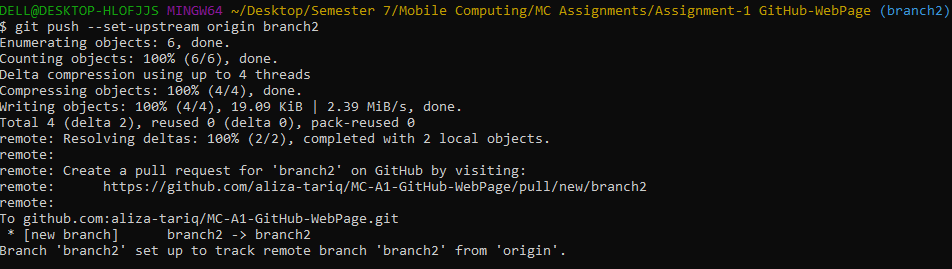 DELL@DESKTOP-HLOFJJS MINGW64 ~/Desktop/Semester 7/Mobile Computing/MC Assignments/Assignment-1 GitHub-WebPage (branch2)
$ git push --set-upstream origin branch2
Enumerating objects: 6, done.
Counting objects: 100% (6/6), done.
Delta compression using up to 4 threads
Compressing objects: 100% (4/4), done.
Writing objects: 100% (4/4), 19.09 KiB | 2.39 MiB/s, done.
Total 4 (delta 2), reused 0 (delta 0), pack-reused 0
remote: Resolving deltas: 100% (2/2), completed with 2 local objects.
remote:
remote: Create a pull request for 'branch2' on GitHub by visiting:
remote:      https://github.com/aliza-tariq/MC-A1-GitHub-WebPage/pull/new/branch2
remote:
To github.com:aliza-tariq/MC-A1-GitHub-WebPage.git
 * [new branch]      branch2 -> branch2
Branch 'branch2' set up to track remote branch 'branch2' from 'origin'.